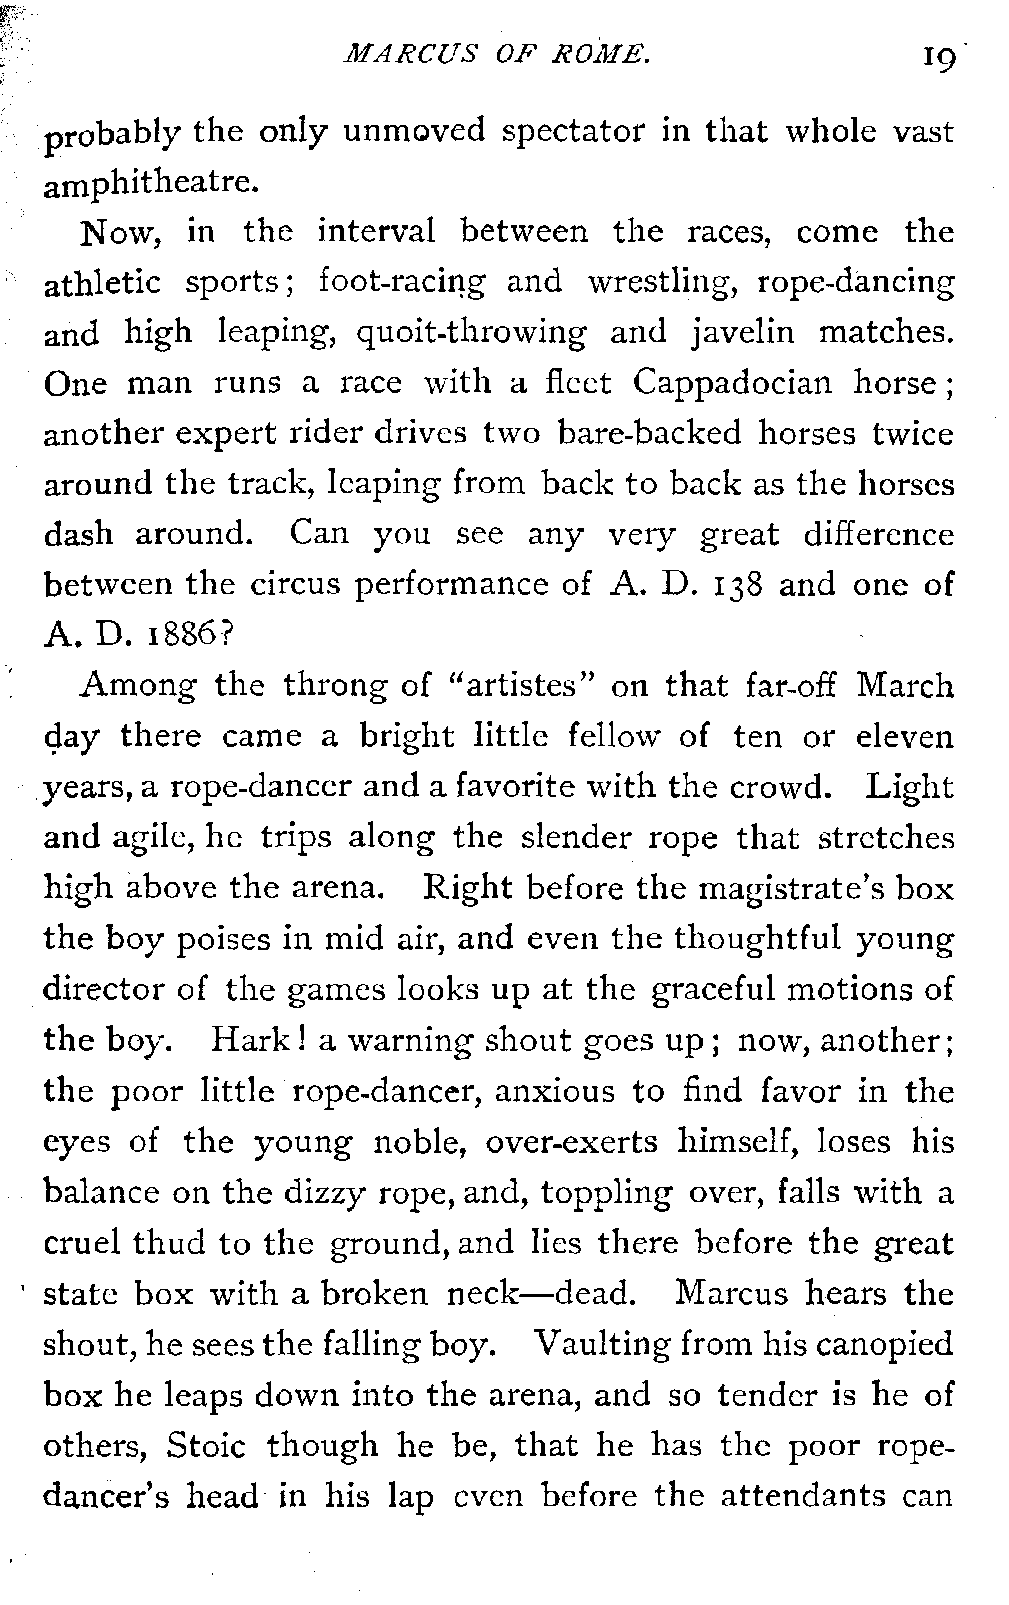 MARCUS OF ROME. 19
probably the only unmoved spectator in that whole vast
amphitheatre.
Now, in the interval between the races, come the
athletic sports; foot-racing and wrestling, rope-dancing
and high leaping, quoit-throwing and javelin matches.
One man runs a race with a fleet Cappadocian horse;
another expert rider drives two bare-backed horses twice
around the track, leaping from back to back as the horses
dash around. Can you see any very great difference
between the circus performance of A. D. 138 and one of
A. D. 1886?
Among the throng of "artistes" on that far-off March
day there came a bright little fellow of ten or eleven
years, a rope-dancer and a favorite with the crowd. Light
and agile, he trips along the slender rope that stretches
high above the arena. Right before the magistrate's box
the boy poises in mid air, and even the thoughtful young
director of the games looks up at the graceful motions of
the boy. Hark! a warning shout goes up; now, another;
the poor little rope-dancer, anxious to find favor in the
eyes of the young noble, over-exerts himself, loses his
balance on the dizzy rope, and, toppling over, falls with a
cruel thud to the ground, and lies there before the great
state box with a broken neck—dead. Marcus hears the
shout, he sees the falling boy. Vaulting from his canopied
box he leaps down into the arena, and so tender is he of
others, Stoic though he be, that he has the poor rope-
dancer's head in his lap even before the attendants can